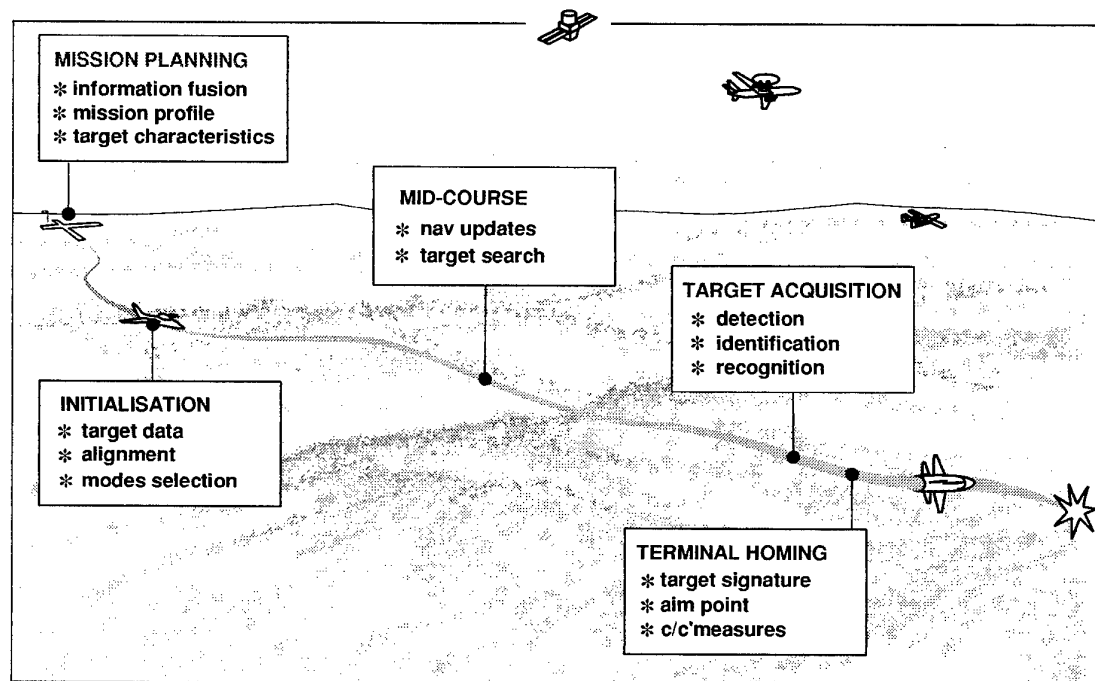 MISSION PLANNING
* information fusion
* mission profile
* target characteristics
MID-COURSE
* nav updates
* target search
TARGET ACQUISITION
* detection
* identification
* recognition
INITIALISATION
* target data
* alignment
* modes selection
TERMINAL HOMING
* target signature
* aim point
* c/c'measures